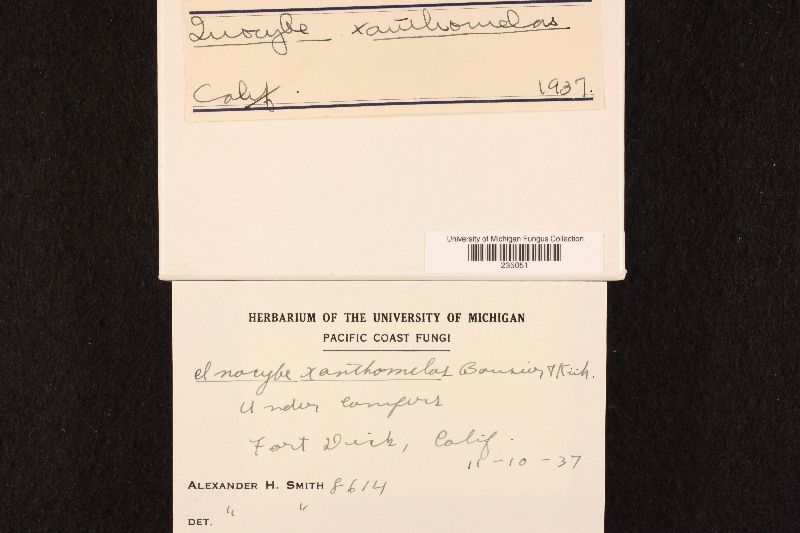 Inocybe xanthomelas
Calif. 1937.
University of Michigan Fungus Collection
235051
HERBARIUM OF THE UNIVERSITY OF MICHIGAN
PACIFIC COAST FUNGI
Inocybe xanthomelas Boursier & Küh.
Under conifers
Fort Dick, Calif.
11-10-37
ALEXANDER H. SMITH 8614
DET. " "